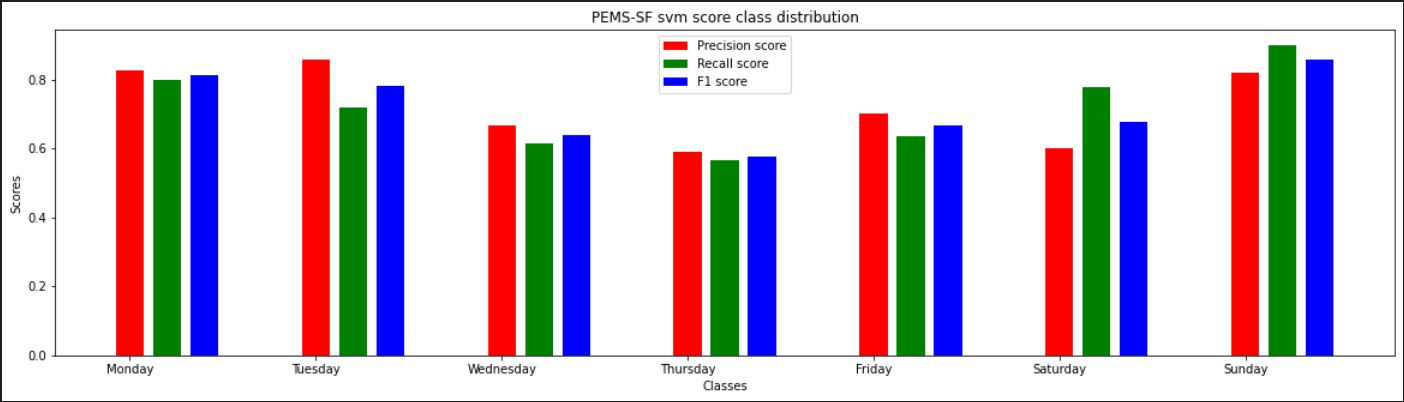 PEMS-SF svm score class distribution
Precision score
Recall score
F1 score
Scores
0.8
0.6
0.4
0.2
0.0
Monday Tuesday Wednesday Thursday Friday Saturday Sunday
Classes